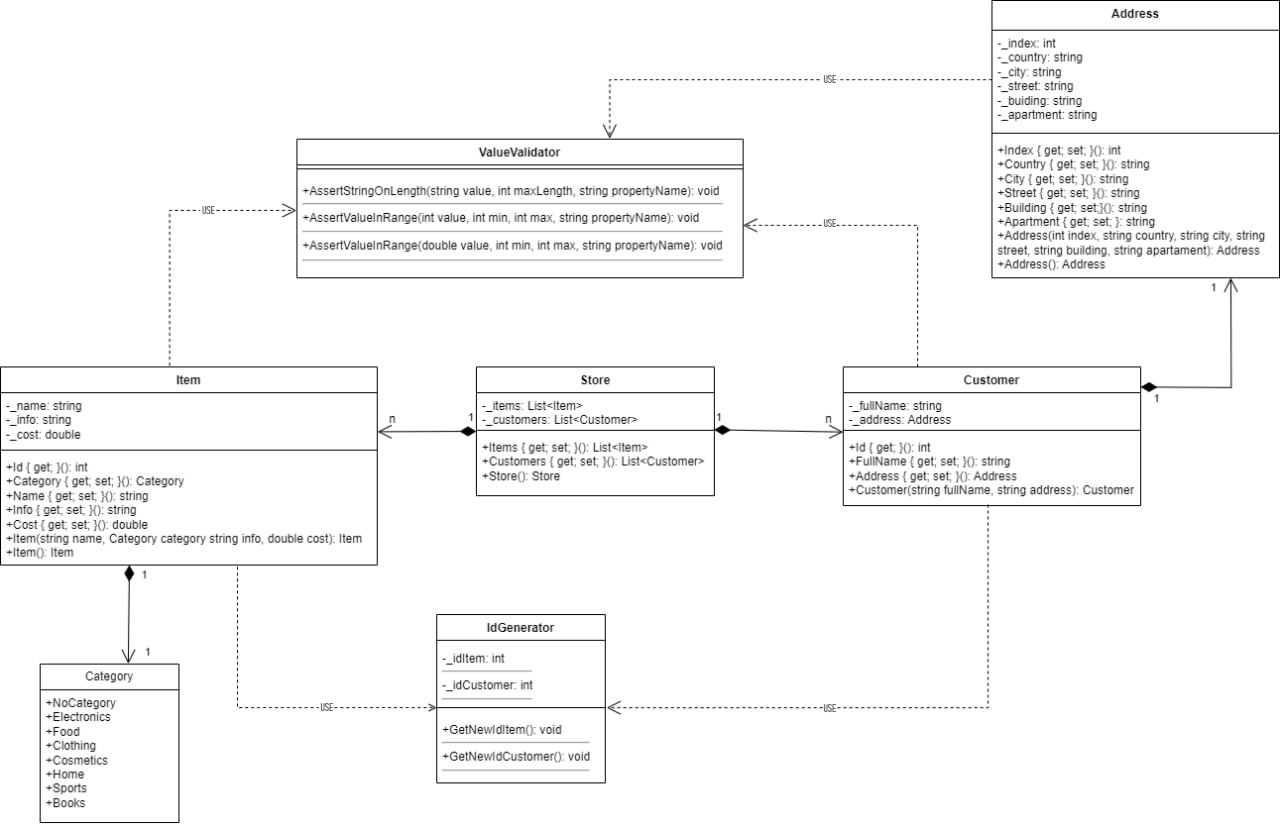 Address
-_index: int
-_country: string
-_city: string
-_street: string
-_buiding: string
-_apartment: string
+Index { get; set; }(): int
+Country { get; set; }(): string
+City { get; set; }(): string
+Street { get; set; }(): string
+Building { get; set;}(): string
+Apartment { get; set; }: string
+Address(int index, string country, string city, string
street, string building, string apartament): Address
+Address(): Address
USE
ValueValidator
+AssertStringOnLength(string value, int maxLength, string propertyName): void
+AssertValueInRange(int value, int min, int max, string propertyName): void
+AssertValueInRange(double value, int min, int max, string propertyName): void
USE
USE
1
Item
-_name: string
-_info: string
-_cost: double
+Id { get; }(): int
+Category { get; set; }(): Category
+Name { get; set; }(): string
+Info { get; set; }(): string
+Cost { get; set; }(): double
+Item(string name, Category category string info, double cost): Item
+Item(): Item
n
1
Store
-_items: List<Item>
-_customers: List<Customer>
+Items { get; set; }(): List<Item>
+Customers { get; set; }(): List<Customer>
+Store(): Store
1
n
Customer
-_fullName: string
-_address: Address
+Id { get; }(): int
+FullName { get; set; }(): string
+Address { get; set; }(): Address
+Customer(string fullName, string address): Customer
1
1
1
Category
+NoCategory
+Electronics
+Food
+Clothing
+Cosmetics
+Home
+Sports
+Books
USE
IdGenerator
-_idItem: int
-_idCustomer: int
+GetNewIdItem(): void
+GetNewIdCustomer(): void
USE